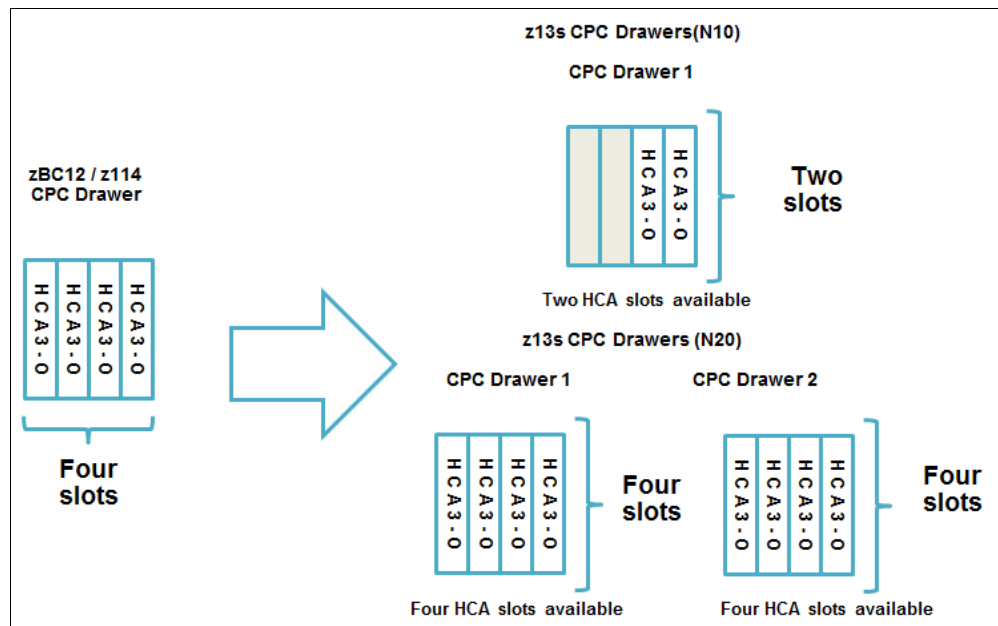 zBC12 / z114
CPC Drawer
HCA3-O
HCA3-O
HCA3-O
HCA3-O
Four
slots
z13s CPC Drawers(N10)
CPC Drawer 1
HCA3-O
HCA3-O
Two
slots
Two HCA slots available
z13s CPC Drawers (N20)
CPC Drawer 1
HCA3-O
HCA3-O
HCA3-O
HCA3-O
Four
slots
Four HCA slots available
CPC Drawer 2
HCA3-O
HCA3-O
HCA3-O
HCA3-O
Four
slots
Four HCA slots available